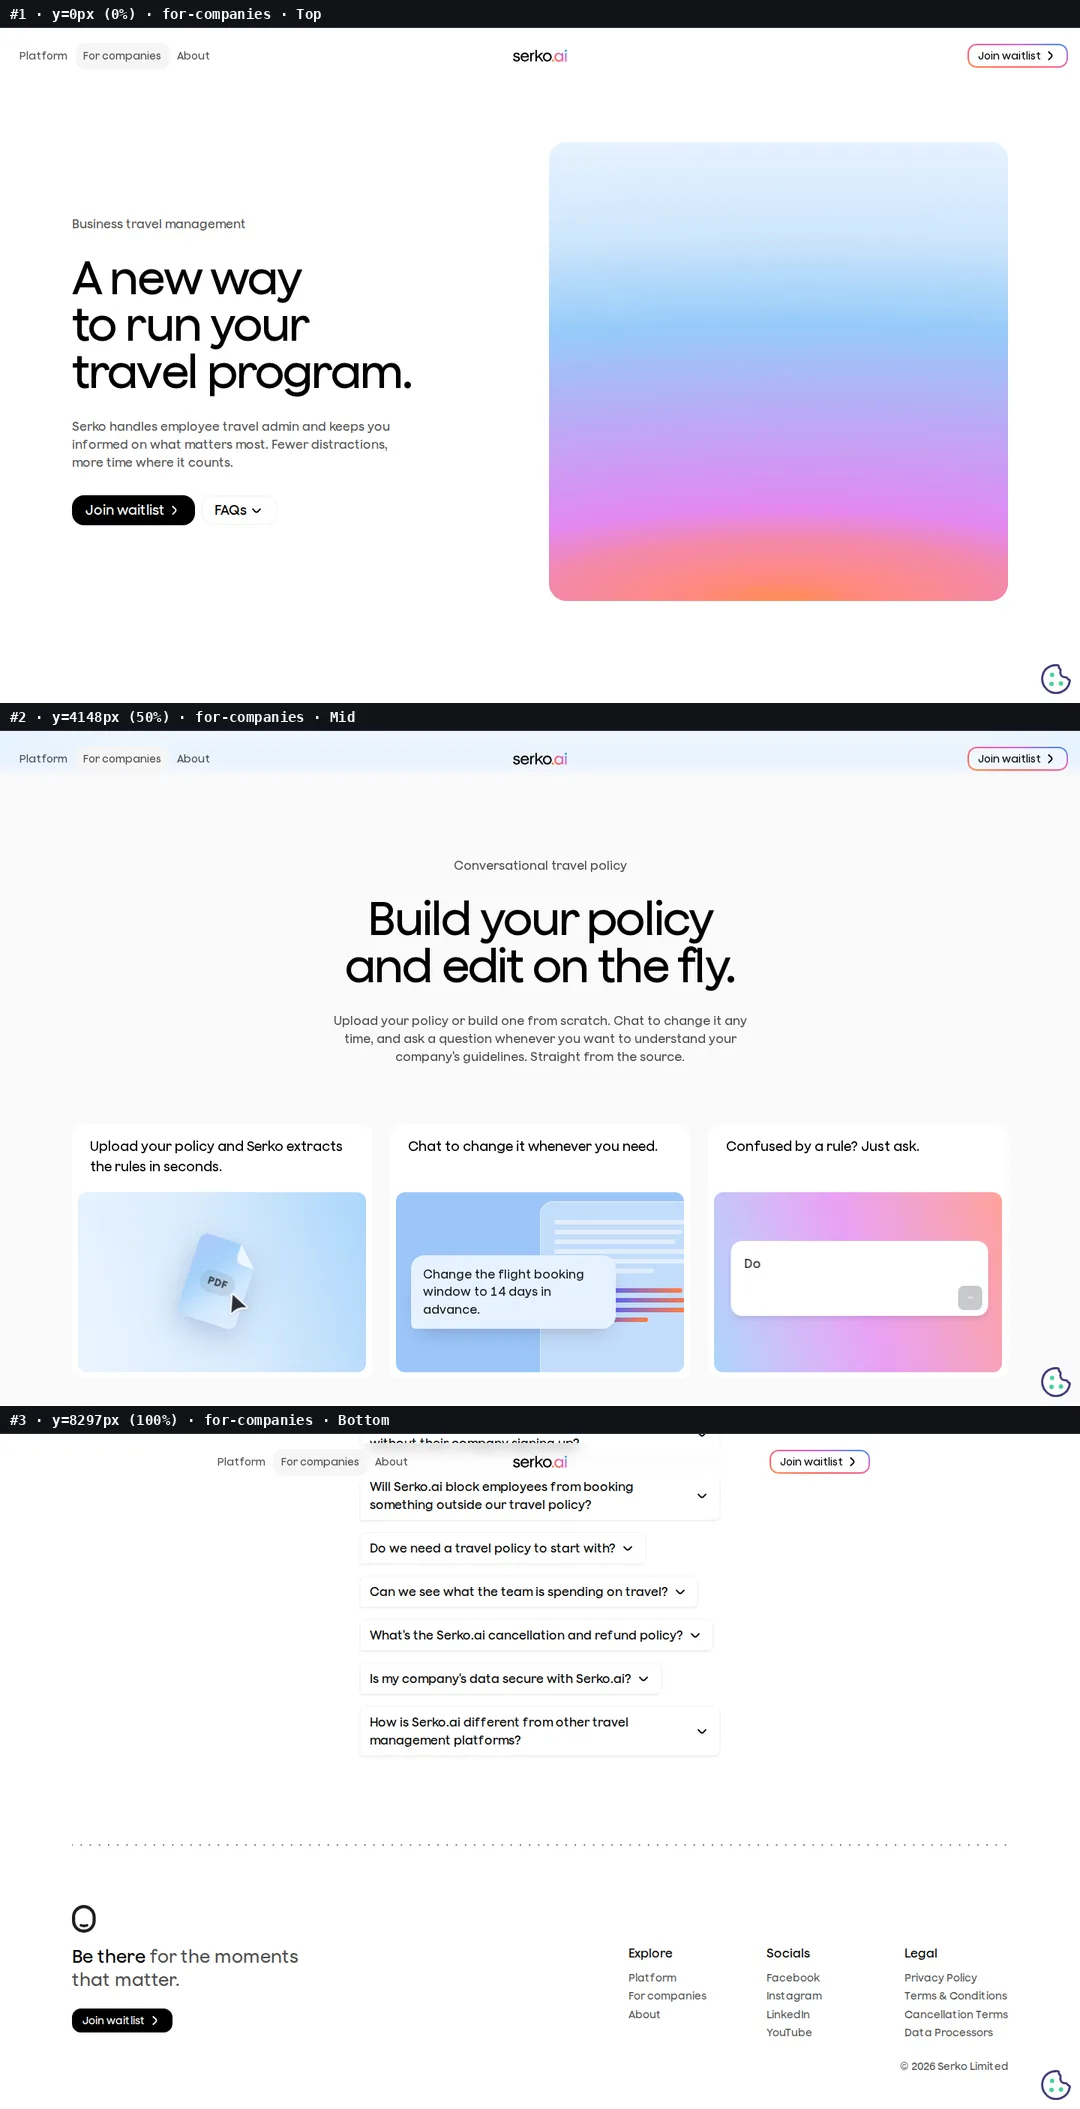 #1 · y=0px (0%) · for-companies · Top
Platform For companies About
serko.ai
Join waitlist
Business travel management
A new way
to run your
travel program.
Serko handles employee travel admin and keeps you
informed on what matters most. Fewer distractions,
more time where it counts.
Join waitlist
FAQs
#2 · y=4148px (50%) · for-companies · Mid
Platform For companies About
serko.ai
Join waitlist
Conversational travel policy
Build your policy
and edit on the fly.
Upload your policy or build one from scratch. Chat to change it any
time, and ask a question whenever you want to understand your
company's guidelines. Straight from the source.
Upload your policy and Serko extracts
the rules in seconds.
PDF
Chat to change it whenever you need.
Change the flight booking
window to 14 days in
advance.
Confused by a rule? Just ask.
Do
#3 · y=8297px (100%) · for-companies · Bottom
without their company signing up?
Platform For companies About
serko.ai
Join waitlist
Will Serko.ai block employees from booking
something outside our travel policy?
Do we need a travel policy to start with?
Can we see what the team is spending on travel?
What's the Serko.ai cancellation and refund policy?
Is my company's data secure with Serko.ai?
How is Serko.ai different from other travel
management platforms?
Be there for the moments
that matter.
Join waitlist
Explore
Platform
For companies
About
Socials
Facebook
Instagram
LinkedIn
YouTube
Legal
Privacy Policy
Terms & Conditions
Cancellation Terms
Data Processors
© 2026 Serko Limited